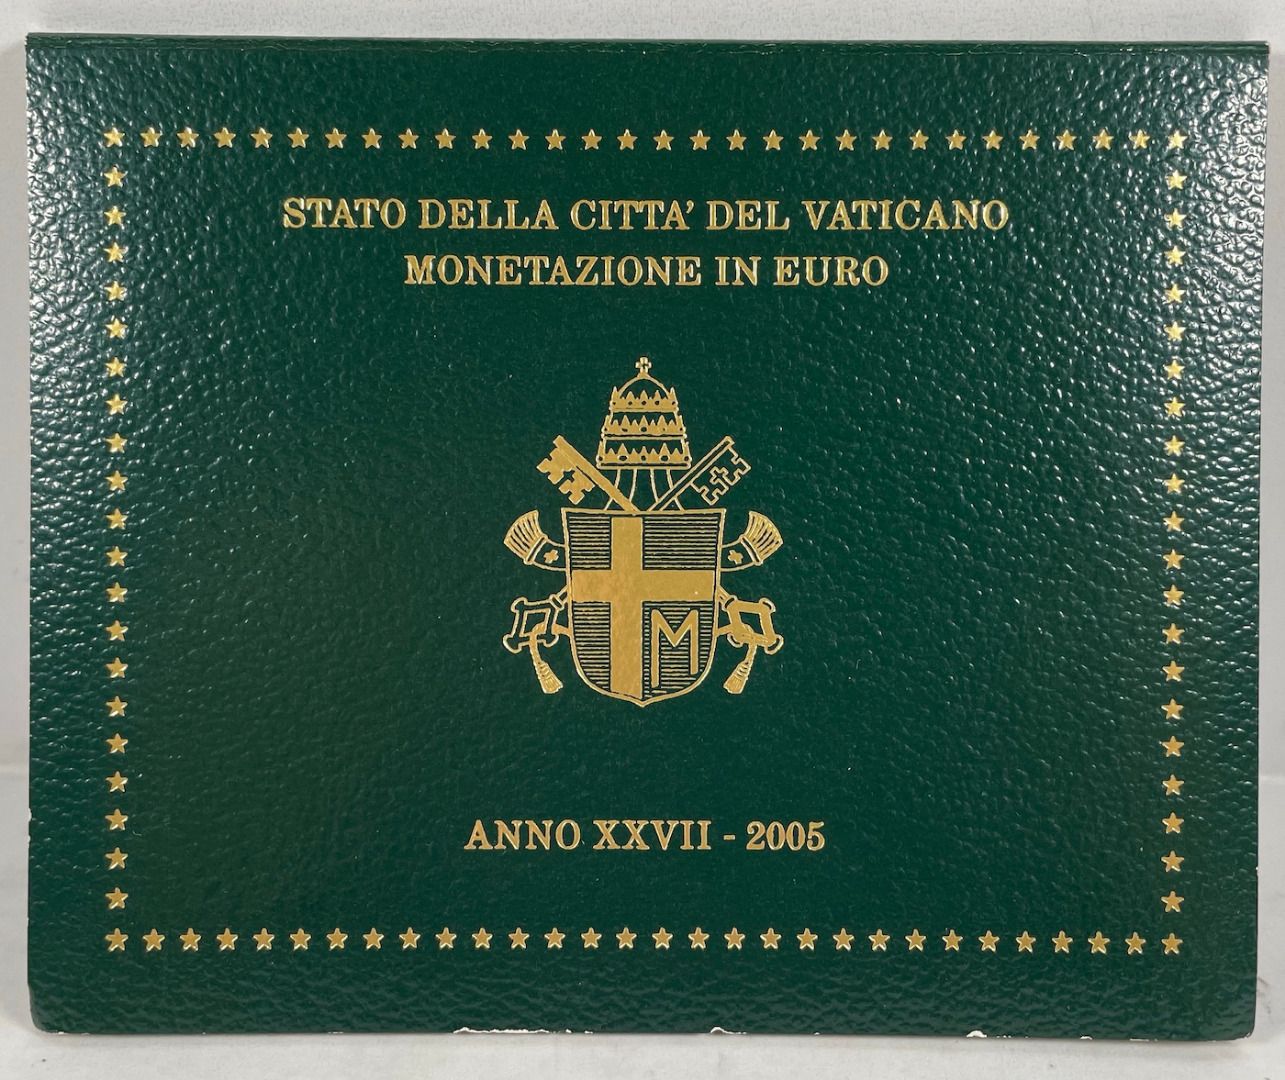 STATO DELLA CITTA' DEL VATICANO
MONETAZIONE IN EURO
M
ANNO XXVII - 2005